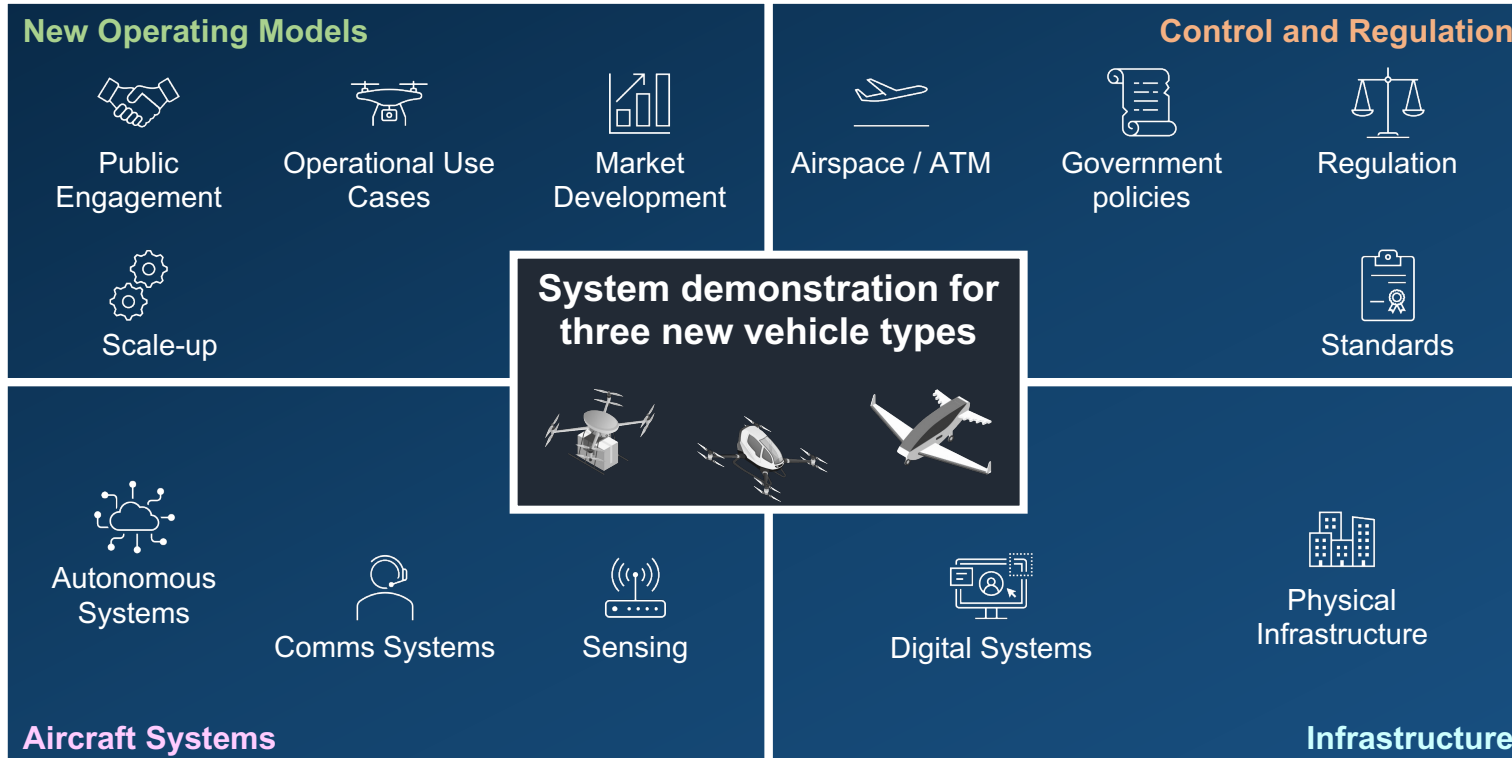 New Operating Models
Public
Engagement
Operational Use
Cases
Market
Development
Scale-up
Control and Regulation
Airspace / ATM
Government
policies
Regulation
Standards
System demonstration for
three new vehicle types
Autonomous
Systems
Comms Systems
Sensing
Aircraft Systems
Digital Systems
Physical
Infrastructure
Infrastructure